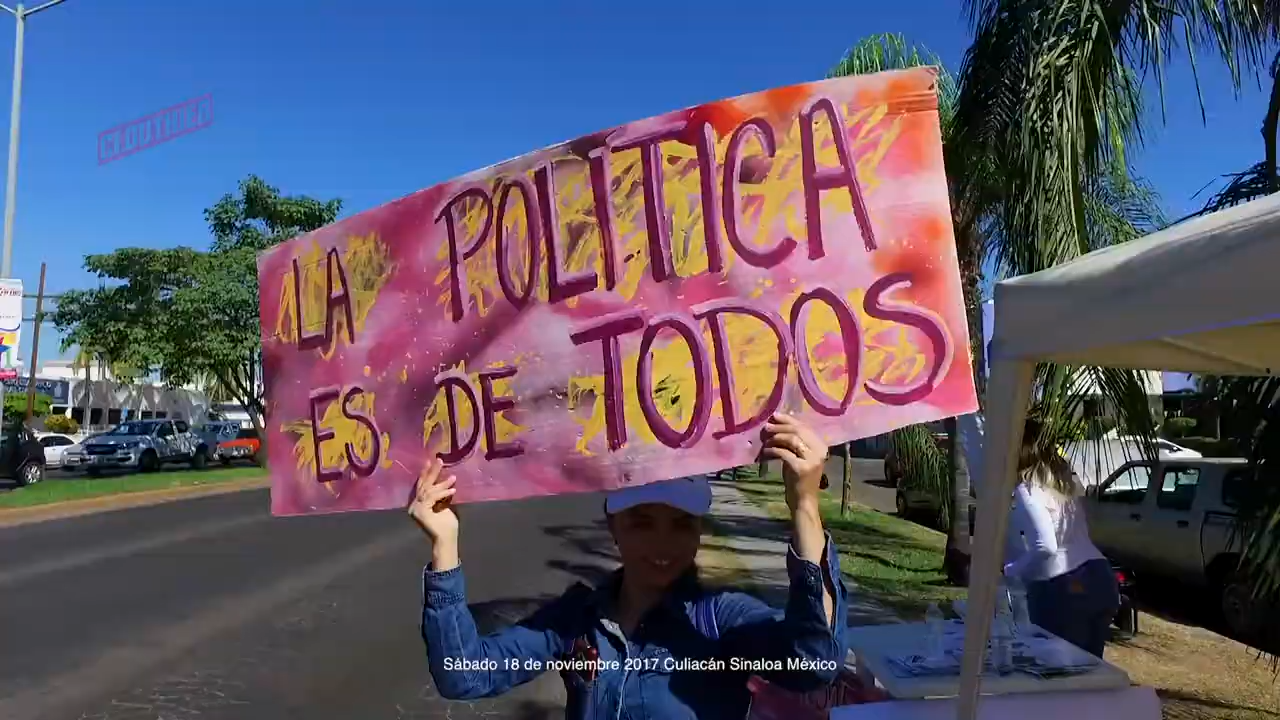 LA POLITICA
ES DE TODOS
Sábado 18 de noviembre 2017 Culiacán Sinaloa México